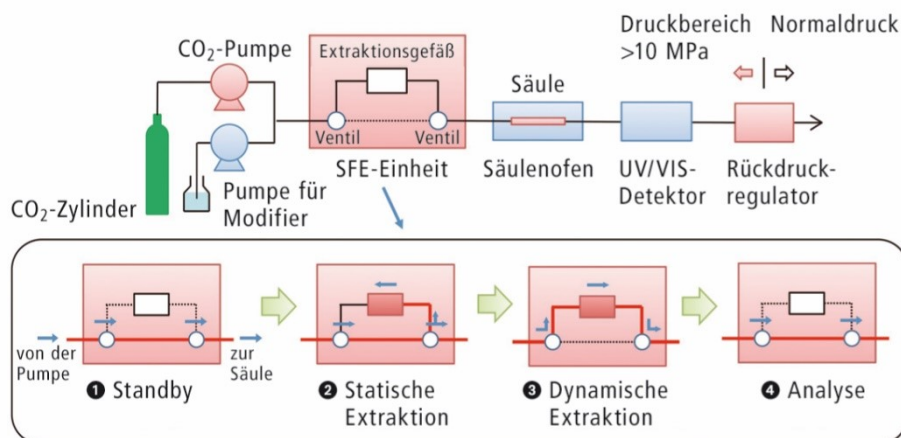 Druckbereich Normaldruck
>10 MPa
CO₂-Pumpe
Extraktionsgefäß
Säule
Ventil Ventil
SFE-Einheit
Säulenofen
UV/VIS-
Detektor
Rückdruck-
regulator
CO₂-Zylinder
Pumpe für
Modifier
von der
Pumpe
zur
Säule
❶ Standby
❷ Statische
Extraktion
❸ Dynamische
Extraktion
❹ Analyse